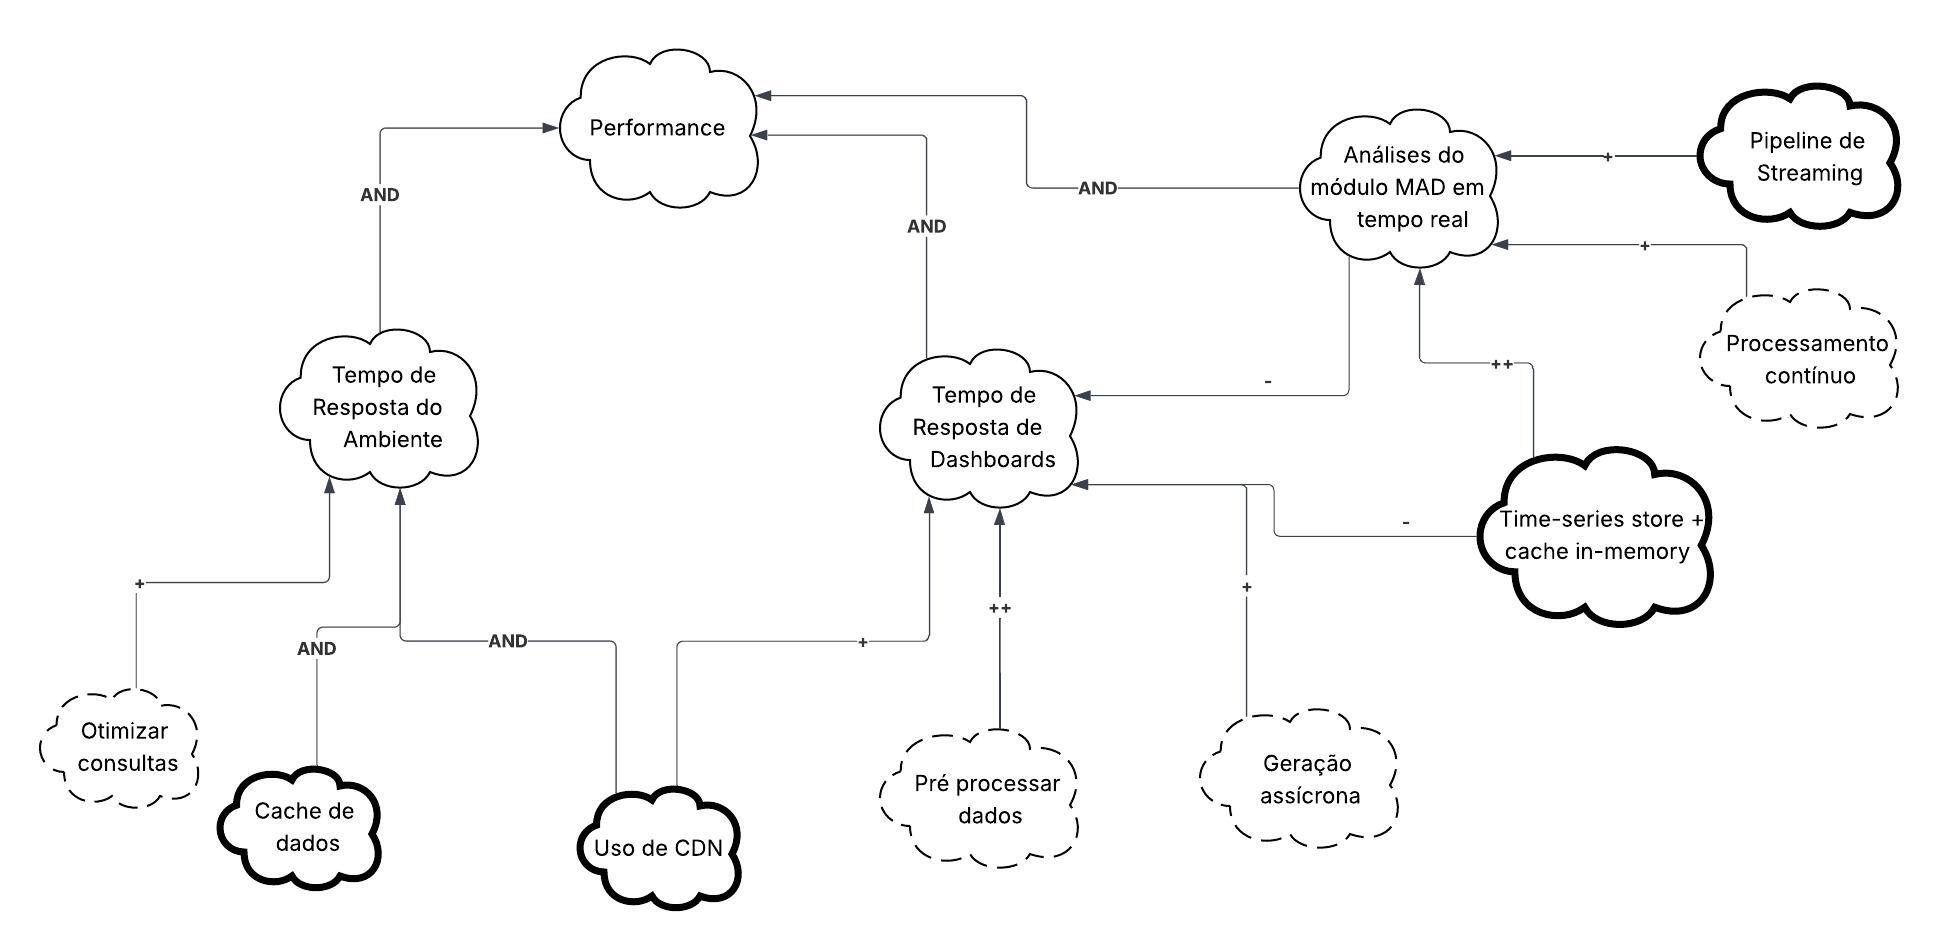 Performance
AND
AND
AND
Análises do
módulo MAD em
tempo real
+
Pipeline de
Streaming
+
Processamento
contínuo
++
-
Tempo de
Resposta do
Ambiente
Tempo de
Resposta de
Dashboards
Time-series store +
cache in-memory
-
+
AND
AND
+
++
+
Otimizar
consultas
Cache de
dados
Uso de CDN
Pré processar
dados
Geração
assícrona